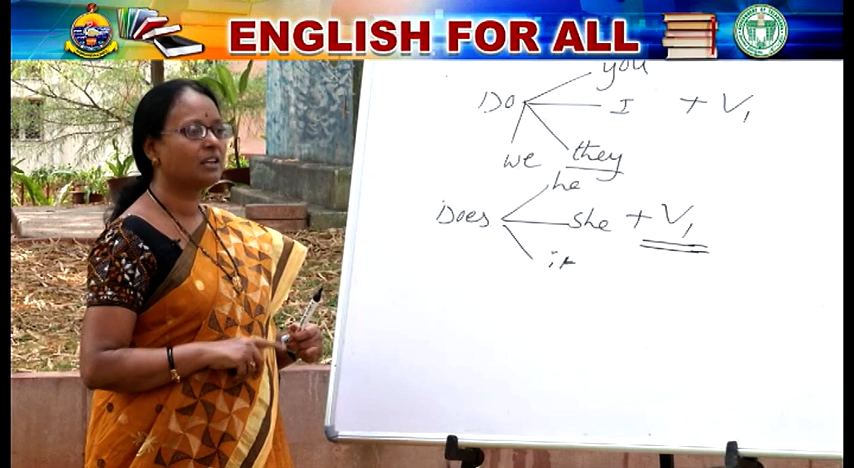 ENGLISH FOR ALL
you
Do I + V1
we they
he
Does she + V1
it